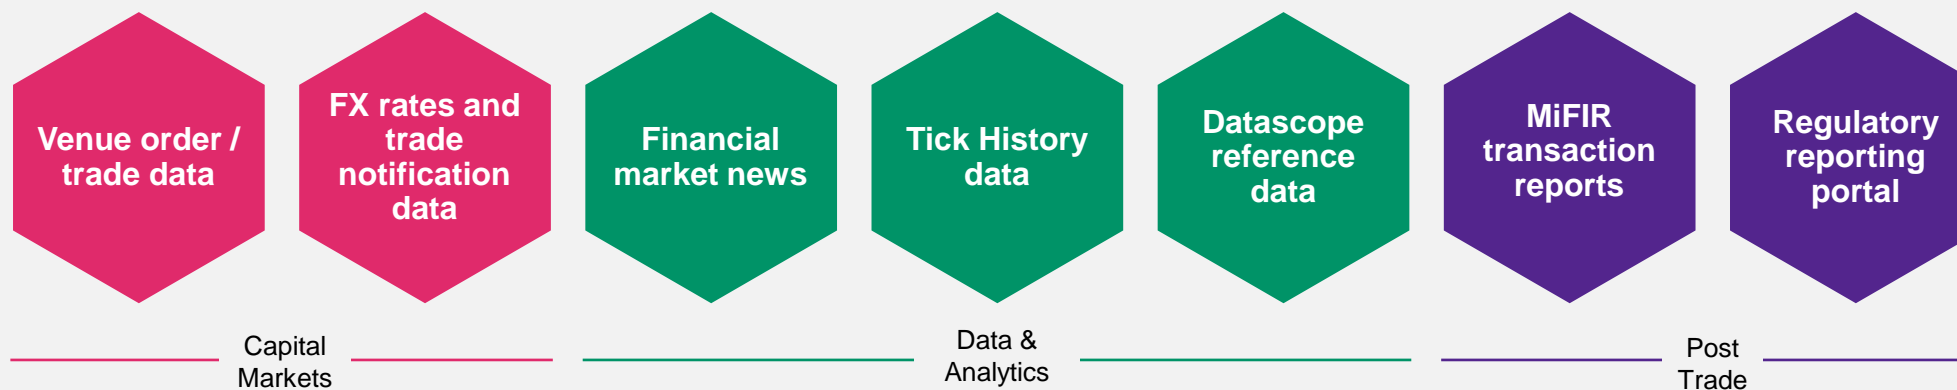 Venue order /
trade data
FX rates and
trade
notification
data
Financial
market news
Tick History
data
Datascope
reference
data
MiFIR
transaction
reports
Regulatory
reporting
portal
Capital
Markets
Data &
Analytics
Post
Trade